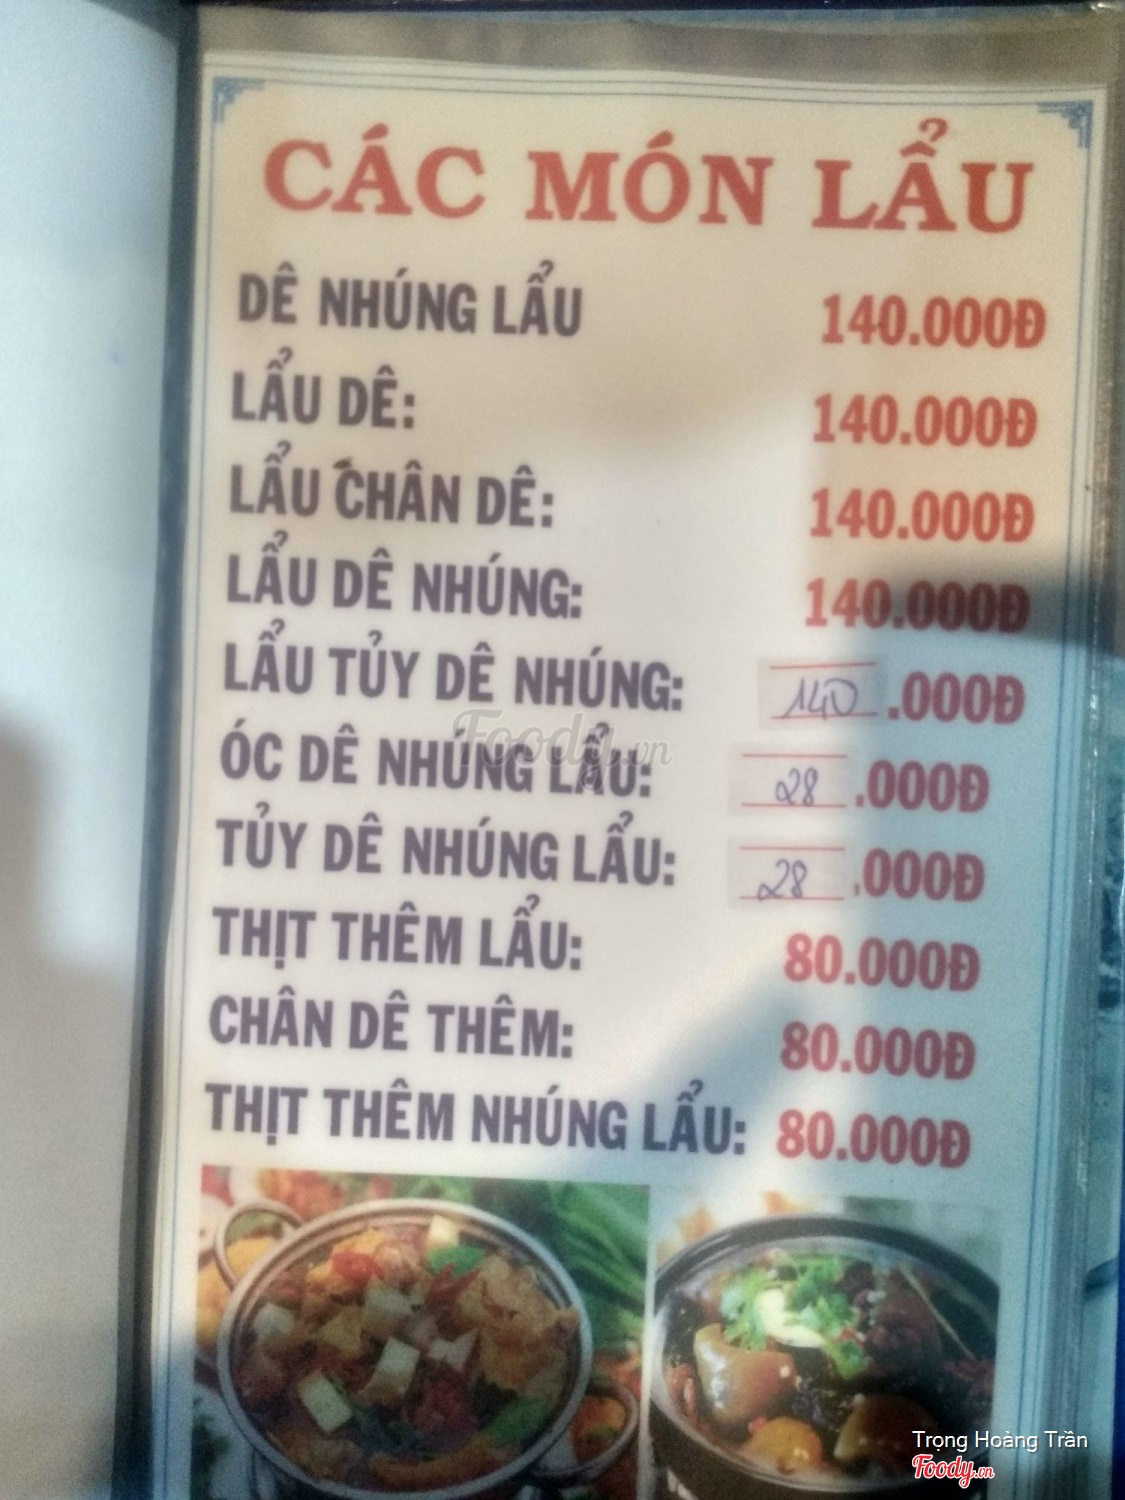 CÁC MÓN LẨU
DÊ NHÚNG LẨU 140.000Đ
LẨU DÊ: 140.000Đ
LẨU CHÂN DÊ: 140.000Đ
LẨU DÊ NHÚNG: 140.000Đ
LẨU TỦY DÊ NHÚNG: 140.000Đ
ÓC DÊ NHÚNG LẨU: 28.000Đ
TỦY DÊ NHÚNG LẨU: 28.000Đ
THỊT THÊM LẨU: 80.000Đ
CHÂN DÊ THÊM: 80.000Đ
THỊT THÊM NHÚNG LẨU: 80.000Đ
Foody.vn
Trọng Hoàng Trần
Foody.vn